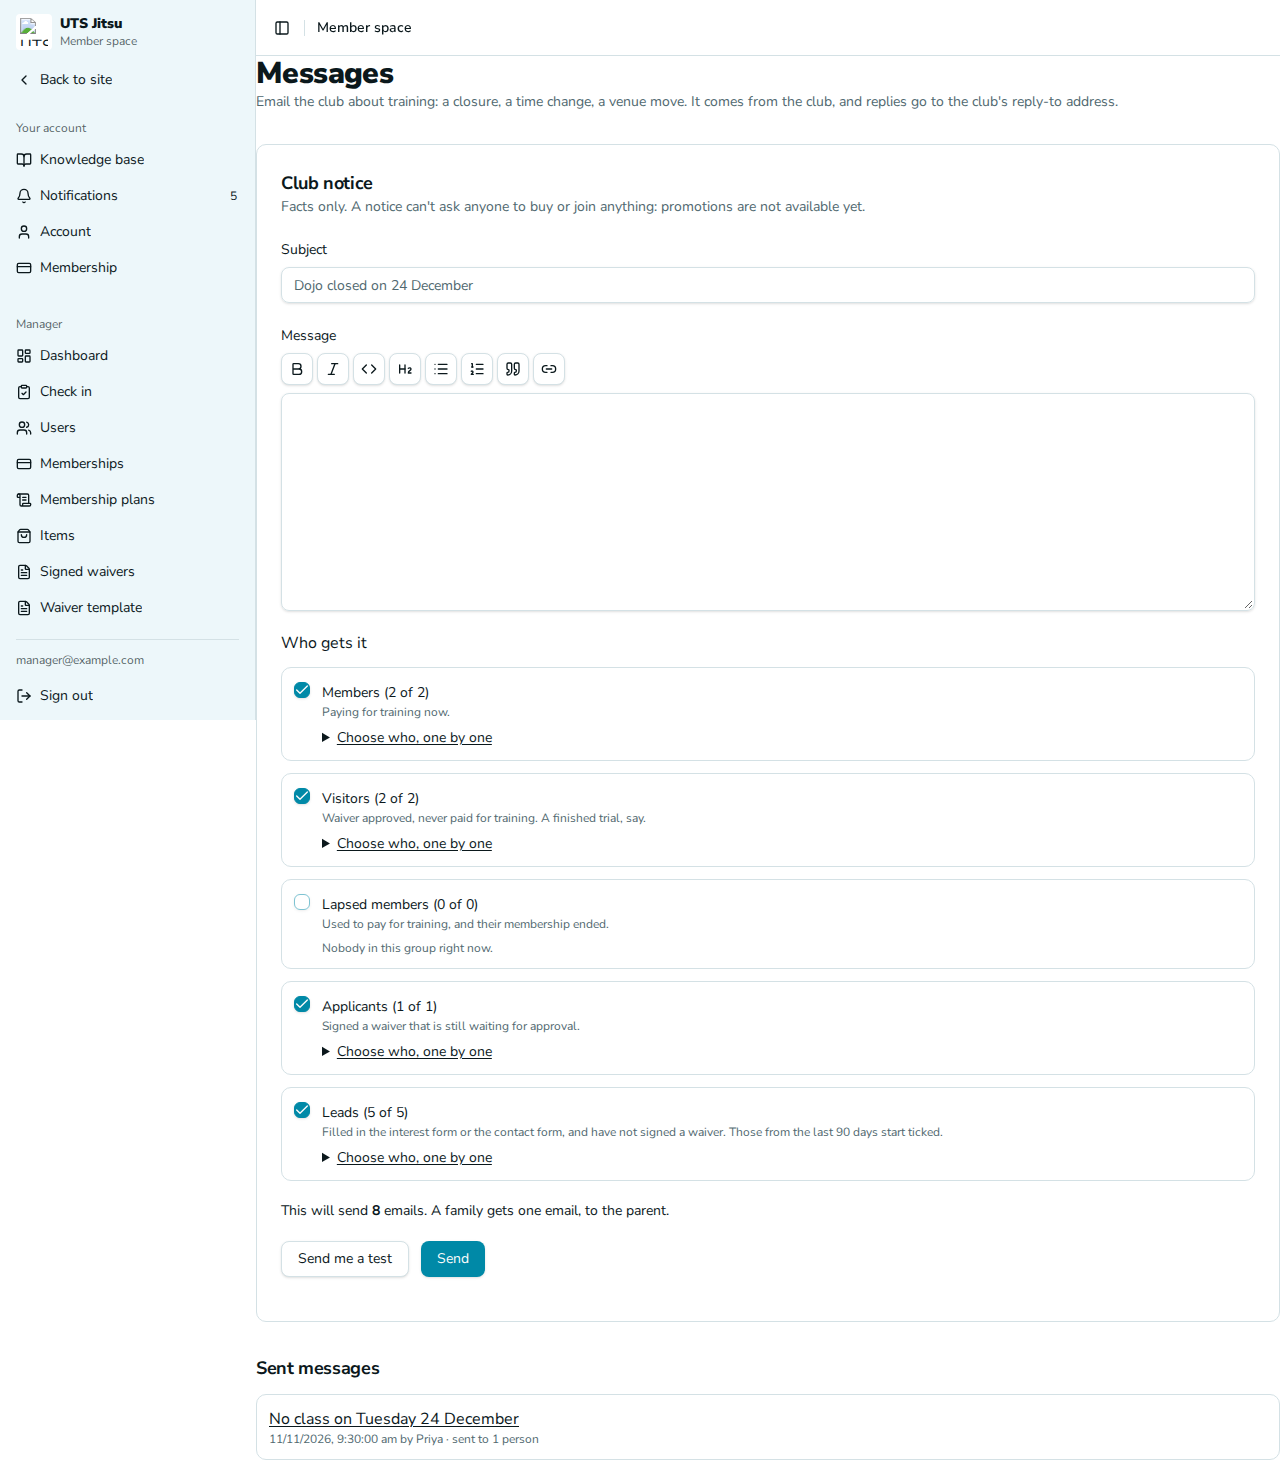 UTS Jitsu
Member space
Back to site
Your account
Knowledge base
Notifications 5
Account
Membership
Manager
Dashboard
Check in
Users
Memberships
Membership plans
Items
Signed waivers
Waiver template
manager@example.com
Sign out
Member space
Messages
Email the club about training: a closure, a time change, a venue move. It comes from the club, and replies go to the club's reply-to address.
Club notice
Facts only. A notice can't ask anyone to buy or join anything: promotions are not available yet.
Subject
Dojo closed on 24 December
Message
Who gets it
Members (2 of 2)
Paying for training now.
Choose who, one by one
Visitors (2 of 2)
Waiver approved, never paid for training. A finished trial, say.
Choose who, one by one
Lapsed members (0 of 0)
Used to pay for training, and their membership ended.
Nobody in this group right now.
Applicants (1 of 1)
Signed a waiver that is still waiting for approval.
Choose who, one by one
Leads (5 of 5)
Filled in the interest form or the contact form, and have not signed a waiver. Those from the last 90 days start ticked.
Choose who, one by one
This will send 8 emails. A family gets one email, to the parent.
Send me a test
Send
Sent messages
No class on Tuesday 24 December
11/11/2026, 9:30:00 am by Priya · sent to 1 person